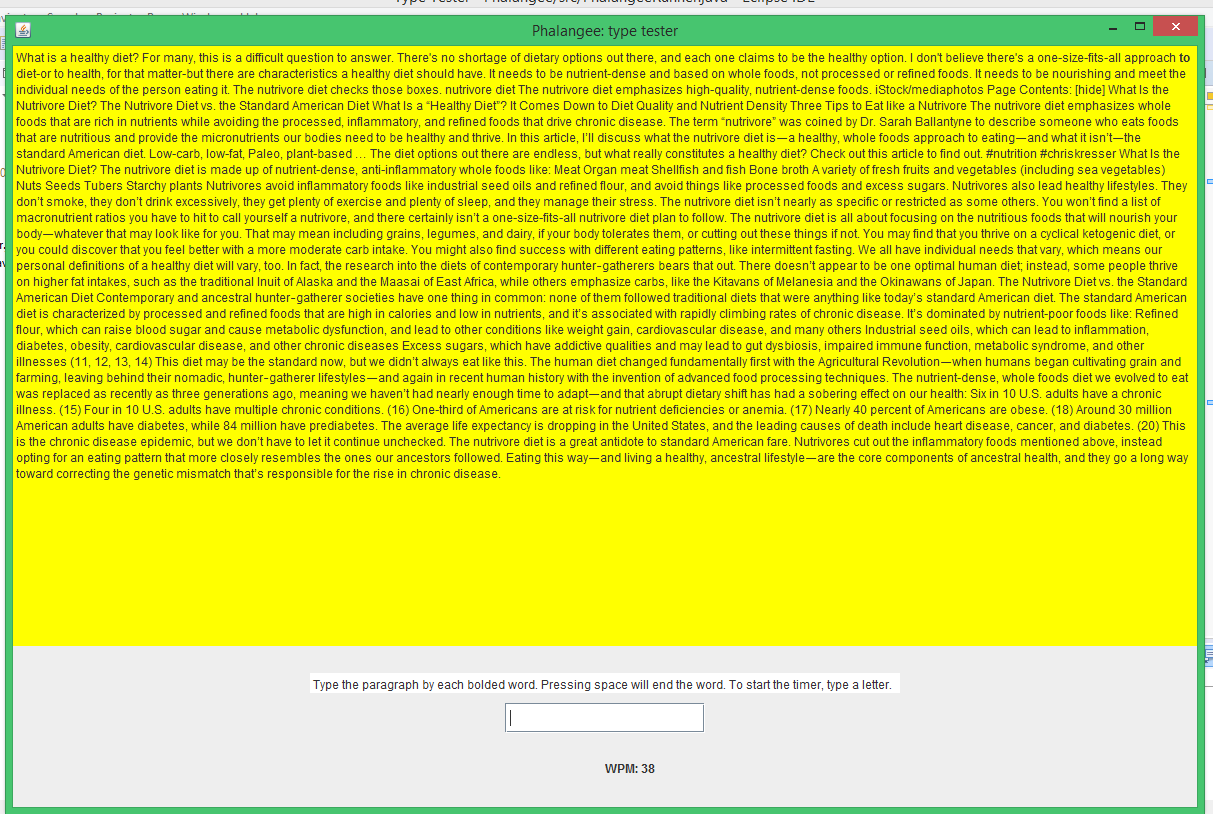 Type Tester - Phalangee/src/PhalangeeRunner.java - Eclipse IDE
Phalangee: type tester
What is a healthy diet? For many, this is a difficult question to answer. There's no shortage of dietary options out there, and each one claims to be the healthy option. I don't believe there's a one-size-fits-all approach to
diet-or to health, for that matter-but there are characteristics a healthy diet should have. It needs to be nutrient-dense and based on whole foods, not processed or refined foods. It needs to be nourishing and meet the
individual needs of the person eating it. The nutrivore diet checks those boxes. nutrivore diet The nutrivore diet emphasizes high-quality, nutrient-dense foods. iStock/mediaphotos Page Contents: [hide] What Is the
Nutrivore Diet? The Nutrivore Diet vs. the Standard American Diet What Is a “Healthy Diet”? It Comes Down to Diet Quality and Nutrient Density Three Tips to Eat like a Nutrivore The nutrivore diet emphasizes whole
foods that are rich in nutrients while avoiding the processed, inflammatory, and refined foods that drive chronic disease. The term “nutrivore” was coined by Dr. Sarah Ballantyne to describe someone who eats foods
that are nutritious and provide the micronutrients our bodies need to be healthy and thrive. In this article, I’ll discuss what the nutrivore diet is—a healthy, whole foods approach to eating—and what it isn’t—the
standard American diet. Low-carb, low-fat, Paleo, plant-based … The diet options out there are endless, but what really constitutes a healthy diet? Check out this article to find out. #nutrition #chriskresser What Is the
Nutrivore Diet? The nutrivore diet is made up of nutrient-dense, anti-inflammatory whole foods like: Meat Organ meat Shellfish and fish Bone broth A variety of fresh fruits and vegetables (including sea vegetables)
Nuts Seeds Tubers Starchy plants Nutrivores avoid inflammatory foods like industrial seed oils and refined flour, and avoid things like processed foods and excess sugars. Nutrivores also lead healthy lifestyles. They
don’t smoke, they don’t drink excessively, they get plenty of exercise and plenty of sleep, and they manage their stress. The nutrivore diet isn’t nearly as specific or restricted as some others. You won’t find a list of
macronutrient ratios you have to hit to call yourself a nutrivore, and there certainly isn’t a one-size-fits-all nutrivore diet plan to follow. The nutrivore diet is all about focusing on the nutritious foods that will nourish your
body—whatever that may look like for you. That may mean including grains, legumes, and dairy, if your body tolerates them, or cutting out these things if not. You may find that you thrive on a cyclical ketogenic diet, or
you could discover that you feel better with a more moderate carb intake. You might also find success with different eating patterns, like intermittent fasting. We all have individual needs that vary, which means our
personal definitions of a healthy diet will vary, too. In fact, the research into the diets of contemporary hunter-gatherers bears that out. There doesn’t appear to be one optimal human diet; instead, some people thrive
on higher fat intakes, such as the traditional Inuit of Alaska and the Maasai of East Africa, while others emphasize carbs, like the Kitavans of Melanesia and the Okinawans of Japan. The Nutrivore Diet vs. the Standard
American Diet Contemporary and ancestral hunter-gatherer societies have one thing in common: none of them followed traditional diets that were anything like today’s standard American diet. The standard American
diet is characterized by processed and refined foods that are high in calories and low in nutrients, and it’s associated with rapidly climbing rates of chronic disease. It’s dominated by nutrient-poor foods like: Refined
flour, which can raise blood sugar and cause metabolic dysfunction, and lead to other conditions like weight gain, cardiovascular disease, and many others Industrial seed oils, which can lead to inflammation,
diabetes, obesity, cardiovascular disease, and other chronic diseases Excess sugars, which have addictive qualities and may lead to gut dysbiosis, impaired immune function, metabolic syndrome, and other
illnesses (11, 12, 13, 14) This diet may be the standard now, but we didn’t always eat like this. The human diet changed fundamentally first with the Agricultural Revolution—when humans began cultivating grain and
farming, leaving behind their nomadic, hunter-gatherer lifestyles—and again in recent human history with the invention of advanced food processing techniques. The nutrient-dense, whole foods diet we evolved to eat
was replaced as recently as three generations ago, meaning we haven’t had nearly enough time to adapt—and that abrupt dietary shift has had a sobering effect on our health: Six in 10 U.S. adults have a chronic
illness. (15) Four in 10 U.S. adults have multiple chronic conditions. (16) One-third of Americans are at risk for nutrient deficiencies or anemia. (17) Nearly 40 percent of Americans are obese. (18) Around 30 million
American adults have diabetes, while 84 million have prediabetes. The average life expectancy is dropping in the United States, and the leading causes of death include heart disease, cancer, and diabetes. (20) This
is the chronic disease epidemic, but we don’t have to let it continue unchecked. The nutrivore diet is a great antidote to standard American fare. Nutrivores cut out the inflammatory foods mentioned above, instead
opting for an eating pattern that more closely resembles the ones our ancestors followed. Eating this way—and living a healthy, ancestral lifestyle—are the core components of ancestral health, and they go a long way
toward correcting the genetic mismatch that’s responsible for the rise in chronic disease.
Type the paragraph by each bolded word. Pressing space will end the word. To start the timer, type a letter.
WPM: 38